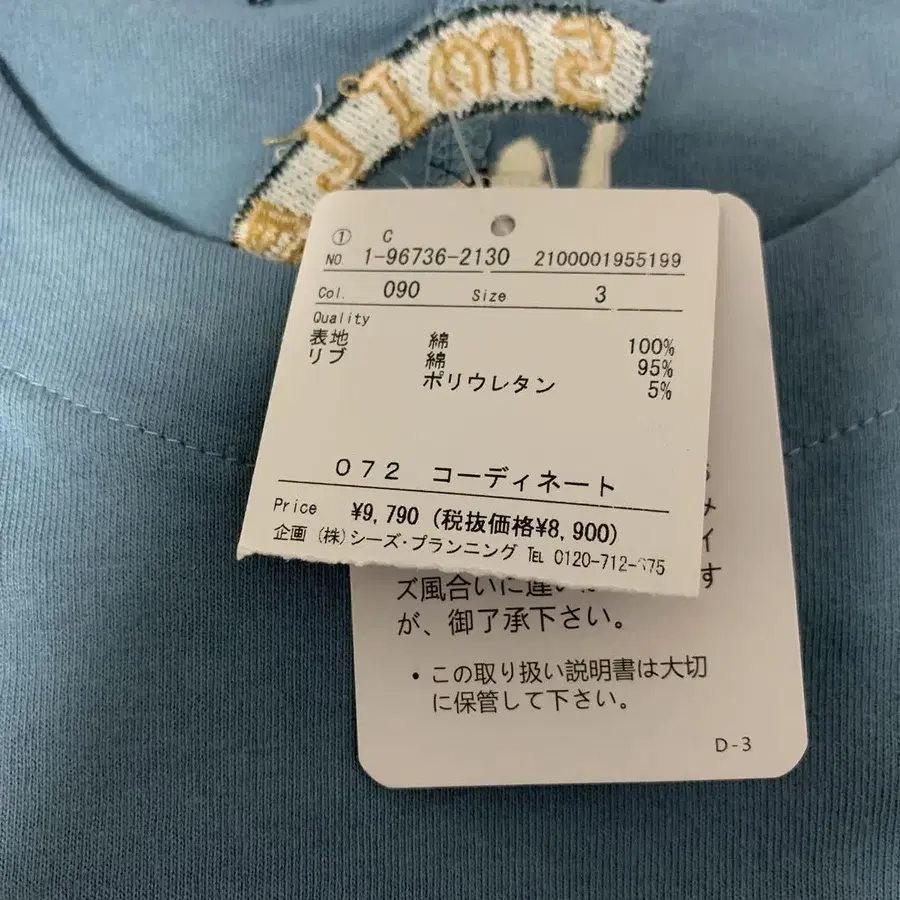 ① C
NO. 1-96736-2130 2100001955199
Col. 090 Size 3
Quality
表地 綿 100%
リブ 綿 95%
ポリウレタン 5%
072 コーディネート
Price ¥9,790 (税抜価格¥8,900)
企画 (株)シーズ・プランニング TEL 0120-712-
ズ風合いに違い す
が、御了承下さい。
・この取り扱い説明書は大切
に保管して下さい。
D-3